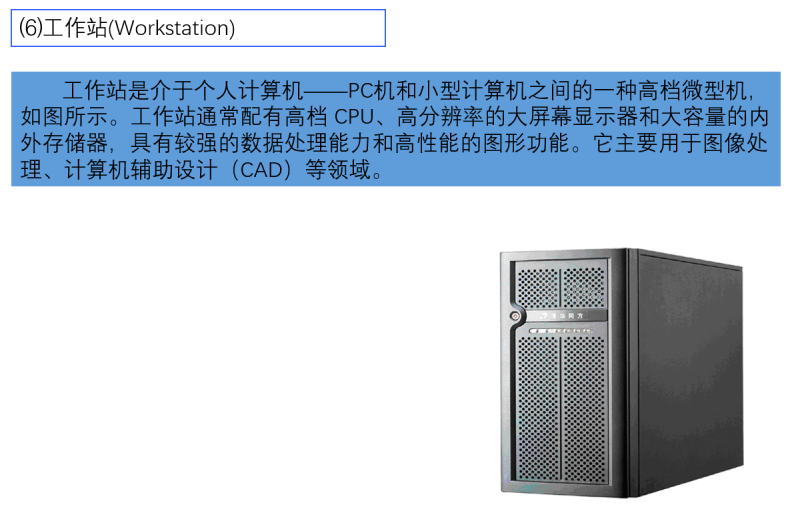 ⑹工作站(Workstation)
工作站是介于个人计算机——PC机和小型计算机之间的一种高档微型机，
如图所示。工作站通常配有高档 CPU、高分辨率的大屏幕显示器和大容量的内
外存储器，具有较强的数据处理能力和高性能的图形功能。它主要用于图像处
理、计算机辅助设计（CAD）等领域。
清华同方